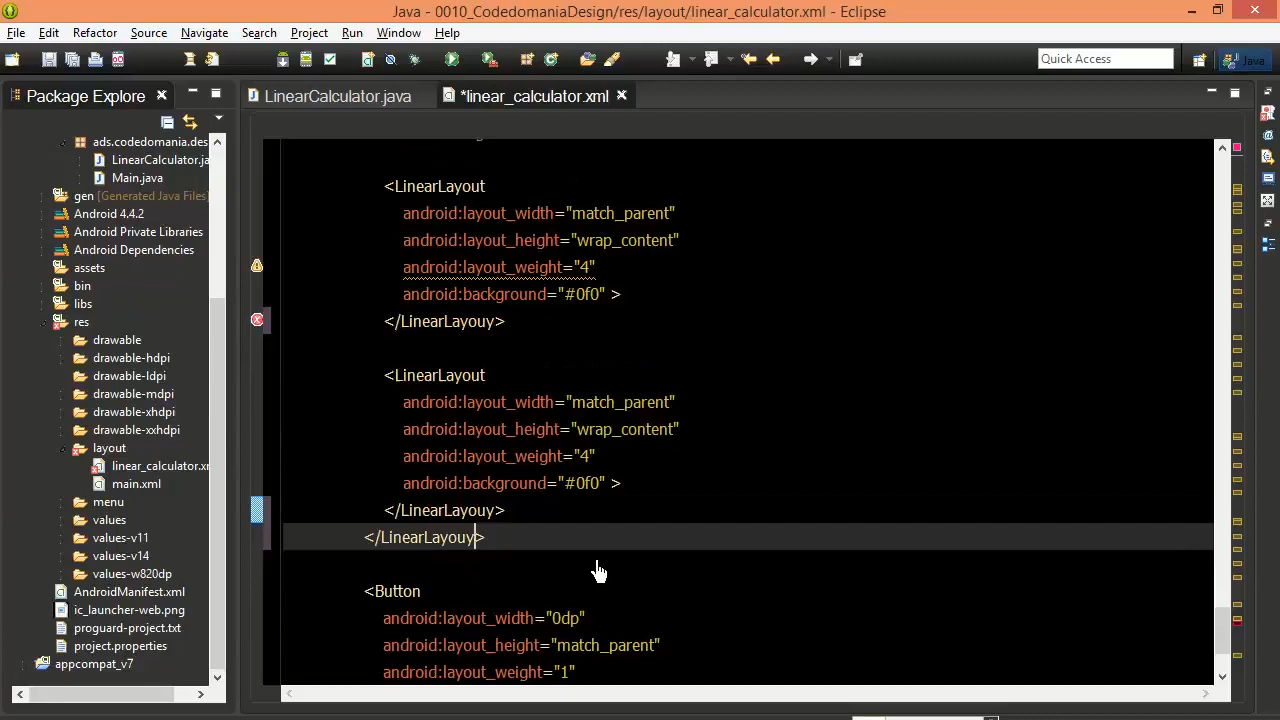 Java - 0010_CodedomaniaDesign/res/layout/linear_calculator.xml - Eclipse
File Edit Refactor Source Navigate Search Project Run Window Help
Quick Access
Java
Package Explore
LinearCalculator.java
*linear_calculator.xml
ads.codedomania.des
LinearCalculator.ja
Main.java
gen [Generated Java Files]
Android 4.4.2
Android Private Libraries
Android Dependencies
assets
bin
libs
res
drawable
drawable-hdpi
drawable-ldpi
drawable-mdpi
drawable-xhdpi
drawable-xxhdpi
layout
linear_calculator.xr
main.xml
menu
values
values-v11
values-v14
values-w820dp
AndroidManifest.xml
ic_launcher-web.png
proguard-project.txt
project.properties
appcompat_v7
<LinearLayout
android:layout_width="match_parent"
android:layout_height="wrap_content"
android:layout_weight="4"
android:background="#0f0" >
</LinearLayouy>
<LinearLayout
android:layout_width="match_parent"
android:layout_height="wrap_content"
android:layout_weight="4"
android:background="#0f0" >
</LinearLayouy>
</LinearLayouy>
<Button
android:layout_width="0dp"
android:layout_height="match_parent"
android:layout_weight="1"